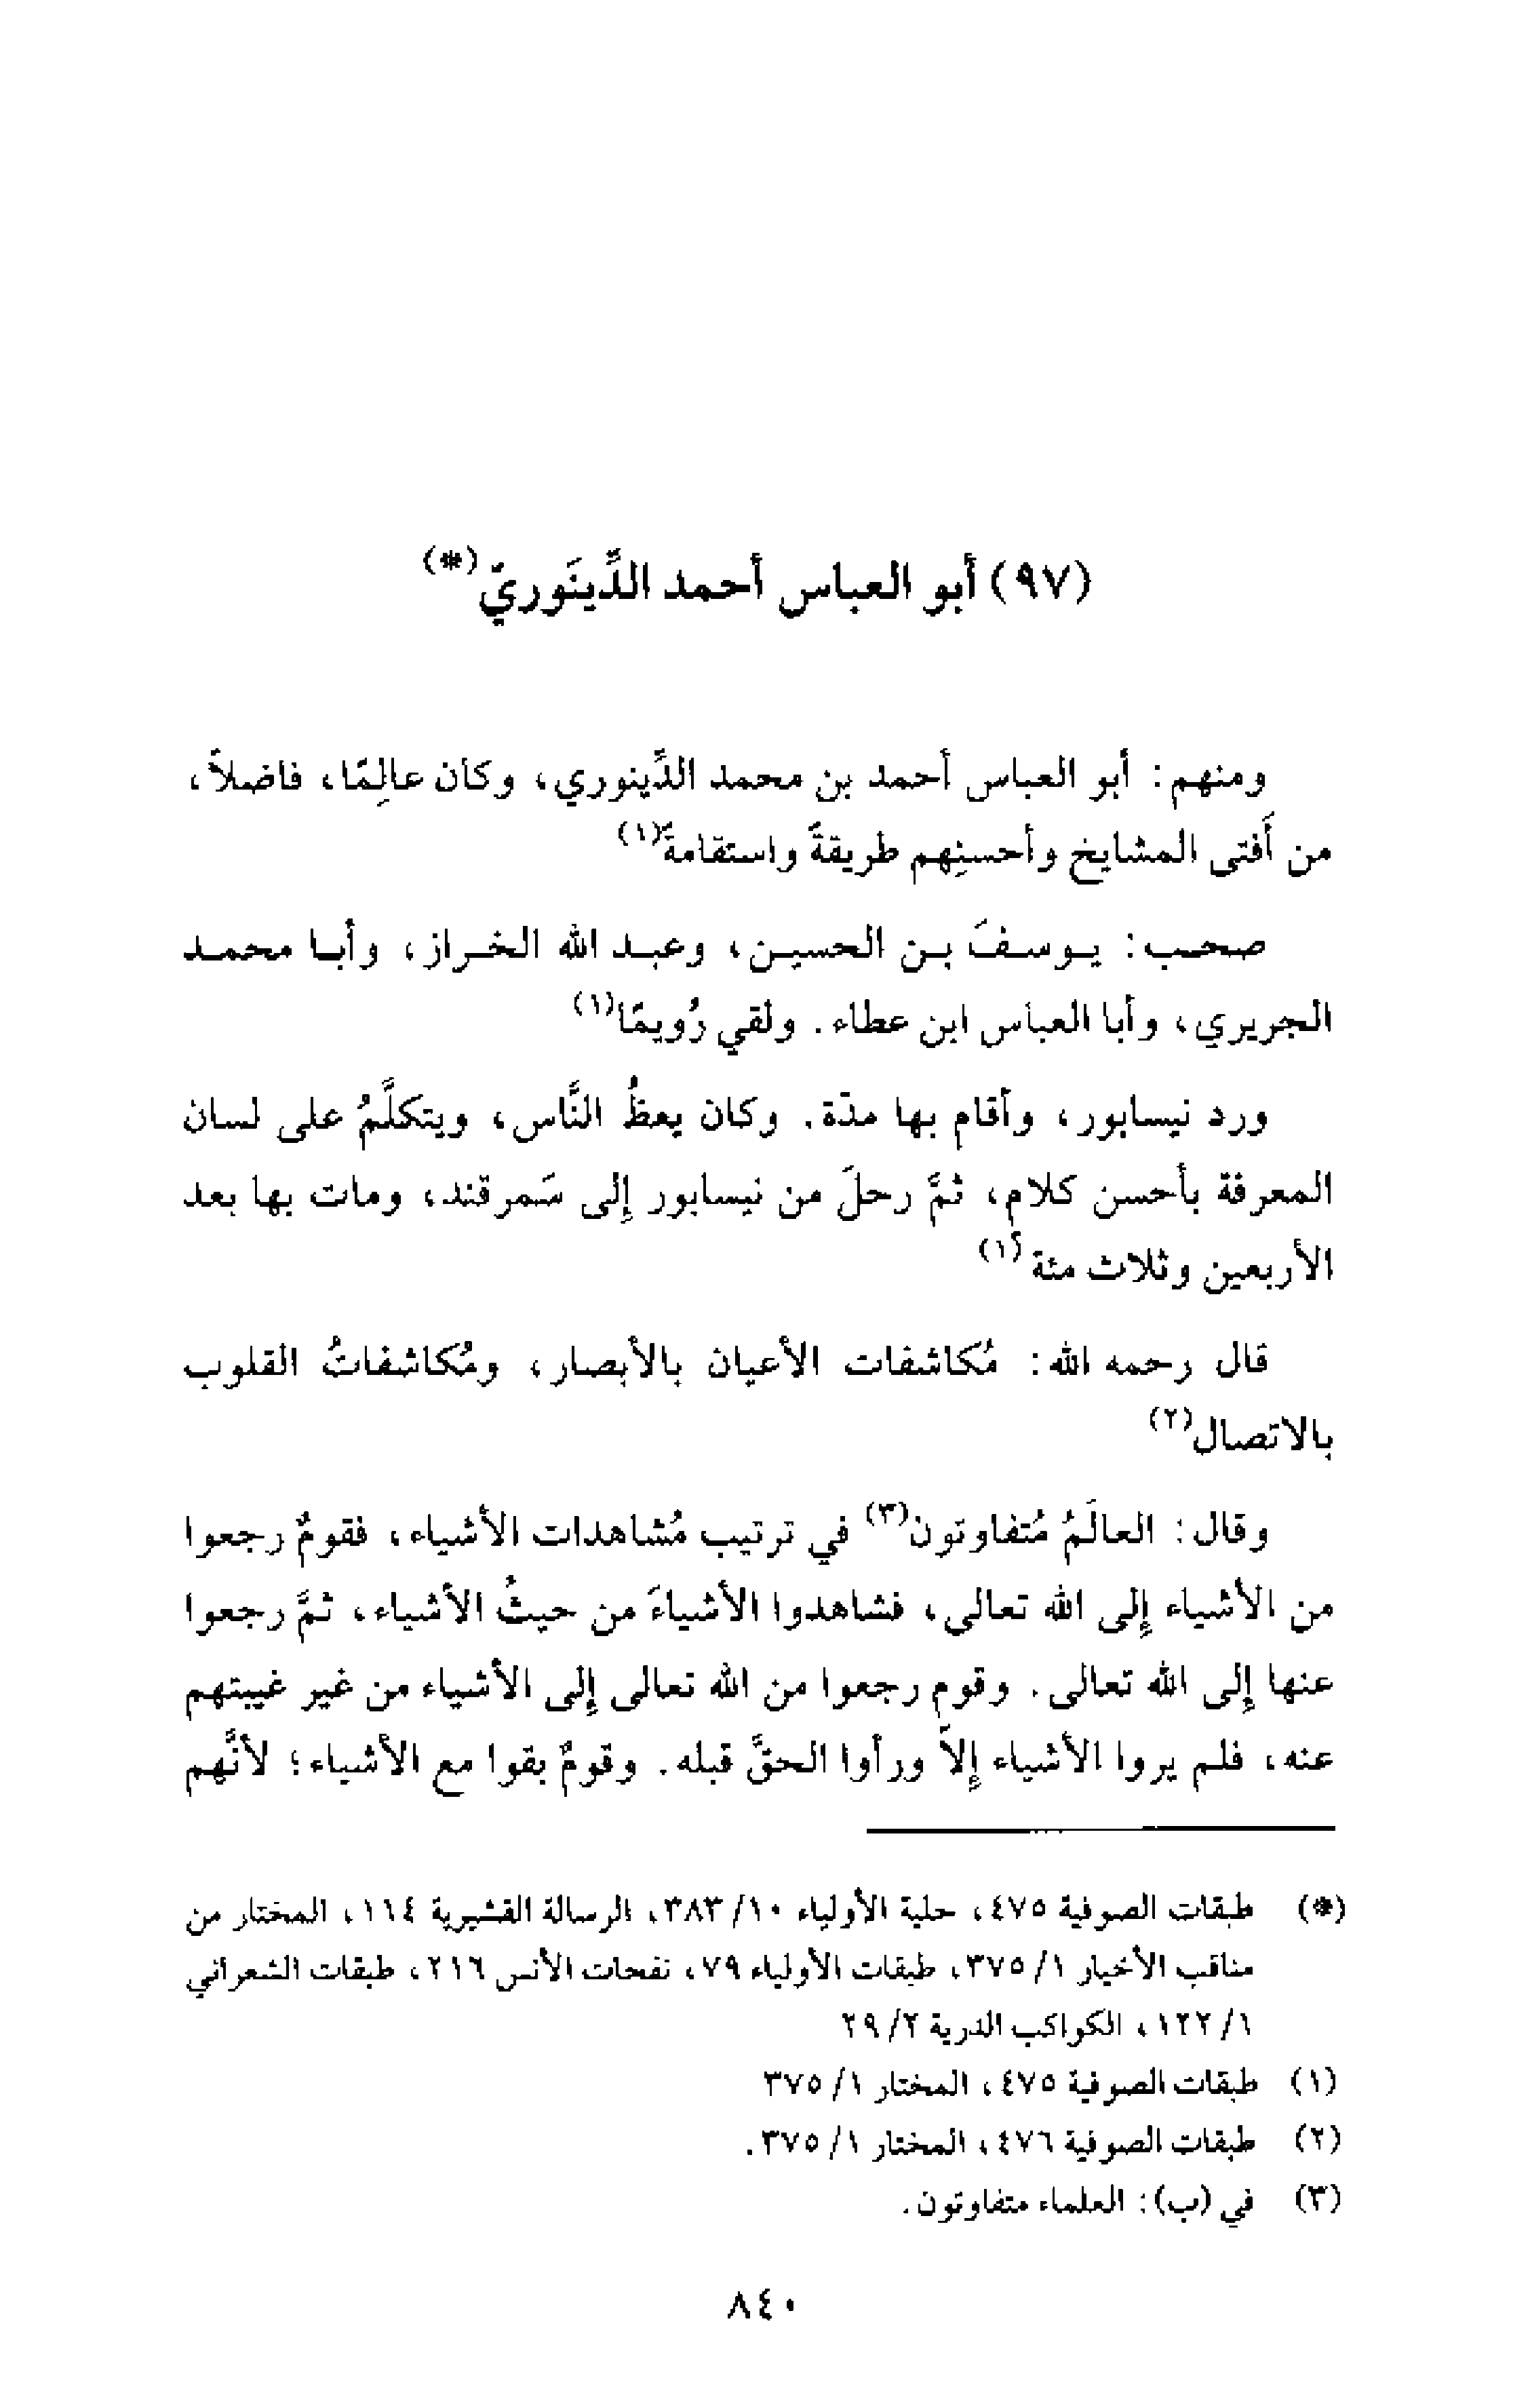 (٩٧) أبو العباس أحمد الدِّينَوريّ(*)
ومنهم: أبو العباس أحمد بن محمد الدِّينوري، وكان عالِمًا، فاضلاً،
من أَفتى المشايخ وأحسنِهم طريقةً واستقامةً(١)
صحب: يوسفَ بن الحسين، وعبد الله الخراز، وأبا محمد
الجريري، وأبا العباس ابن عطاء. ولقي رُويمًا(١)
ورد نيسابور، وأقام بها مدّة. وكان يعظُ النَّاس، ويتكلَّمُ على لسان
المعرفة بأحسن كلام، ثمَّ رحلَ من نيسابور إلى سَمرقند، ومات بها بعد
الأربعين وثلاث مئة(١)
قال رحمه الله: مُكاشفات الأعيان بالأبصار، ومُكاشفاتُ القلوب
بالاتصال(٢)
وقال: العالَمُ مُتفاوتون(٣) في ترتيب مُشاهدات الأشياء، فقومٌ رجعوا
من الأشياء إلى الله تعالى، فشاهدوا الأشياءَ من حيثُ الأشياء، ثمَّ رجعوا
عنها إلى الله تعالى. وقوم رجعوا من الله تعالى إلى الأشياء من غير غيبتهم
عنه، فلم يروا الأشياء إلاّ ورأوا الحقَّ قبله. وقومٌ بقوا مع الأشياء؛ لأنَّهم
(*) طبقات الصوفية ٤٧٥، حلية الأولياء ١٠/ ٣٨٣، الرسالة القشيرية ١١٤، المختار من
مناقب الأخيار ١/ ٣٧٥، طبقات الأولياء ٧٩، نفحات الأنس ٢١٦، طبقات الشعراني
١/ ١٢٢، الكواكب الدرية ٢/ ٢٩
(١) طبقات الصوفية ٤٧٥، المختار ١/ ٣٧٥
(٢) طبقات الصوفية ٤٧٦، المختار ١/ ٣٧٥.
(٣) في (ب): العلماء متفاوتون.
٨٤٠